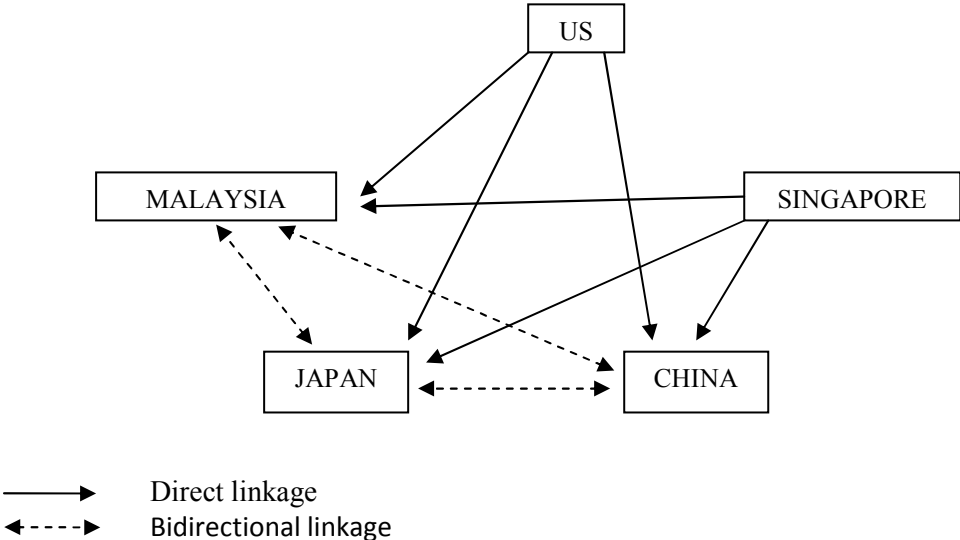 US
MALAYSIA
SINGAPORE
JAPAN
CHINA
Direct linkage
Bidirectional linkage